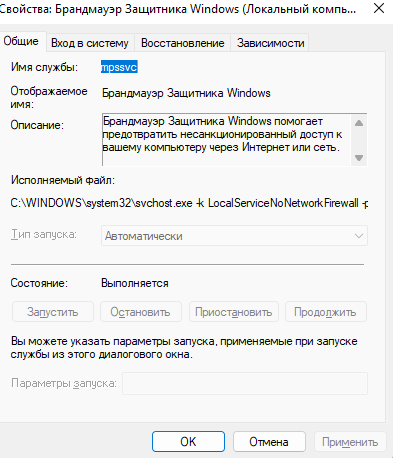 Свойства: Брандмауэр Защитника Windows (Локальный компь...
Общие Вход в систему Восстановление Зависимости
Имя службы: mpssvc
Отображаемое имя: Брандмауэр Защитника Windows
Описание: Брандмауэр Защитника Windows помогает
предотвратить несанкционированный доступ к
вашему компьютеру через Интернет или сеть.
Исполняемый файл:
C:\WINDOWS\system32\svchost.exe -k LocalServiceNoNetworkFirewall -p
Тип запуска: Автоматически
Состояние: Выполняется
Запустить Остановить Приостановить Продолжить
Вы можете указать параметры запуска, применяемые при запуске
службы из этого диалогового окна.
Параметры запуска:
OK Отмена Применить